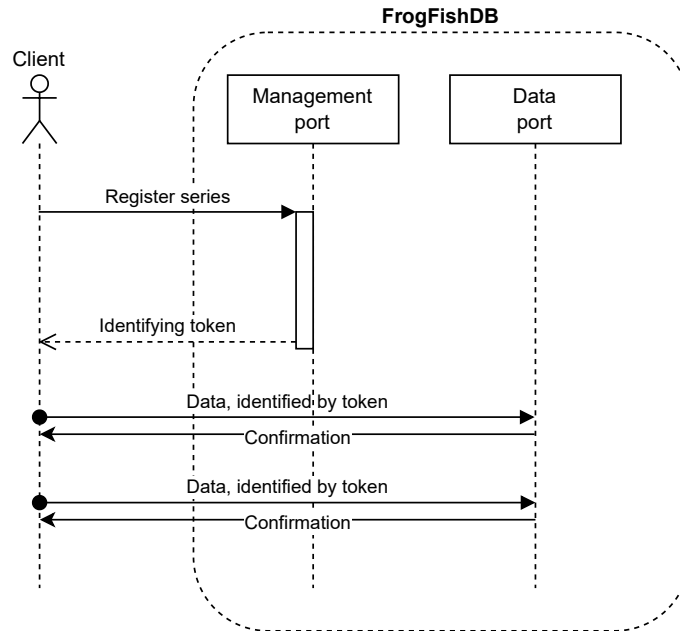 FrogFishDB
Client
Management
port
Data
port
Register series
Identifying token
Data, identified by token
Confirmation
Data, identified by token
Confirmation